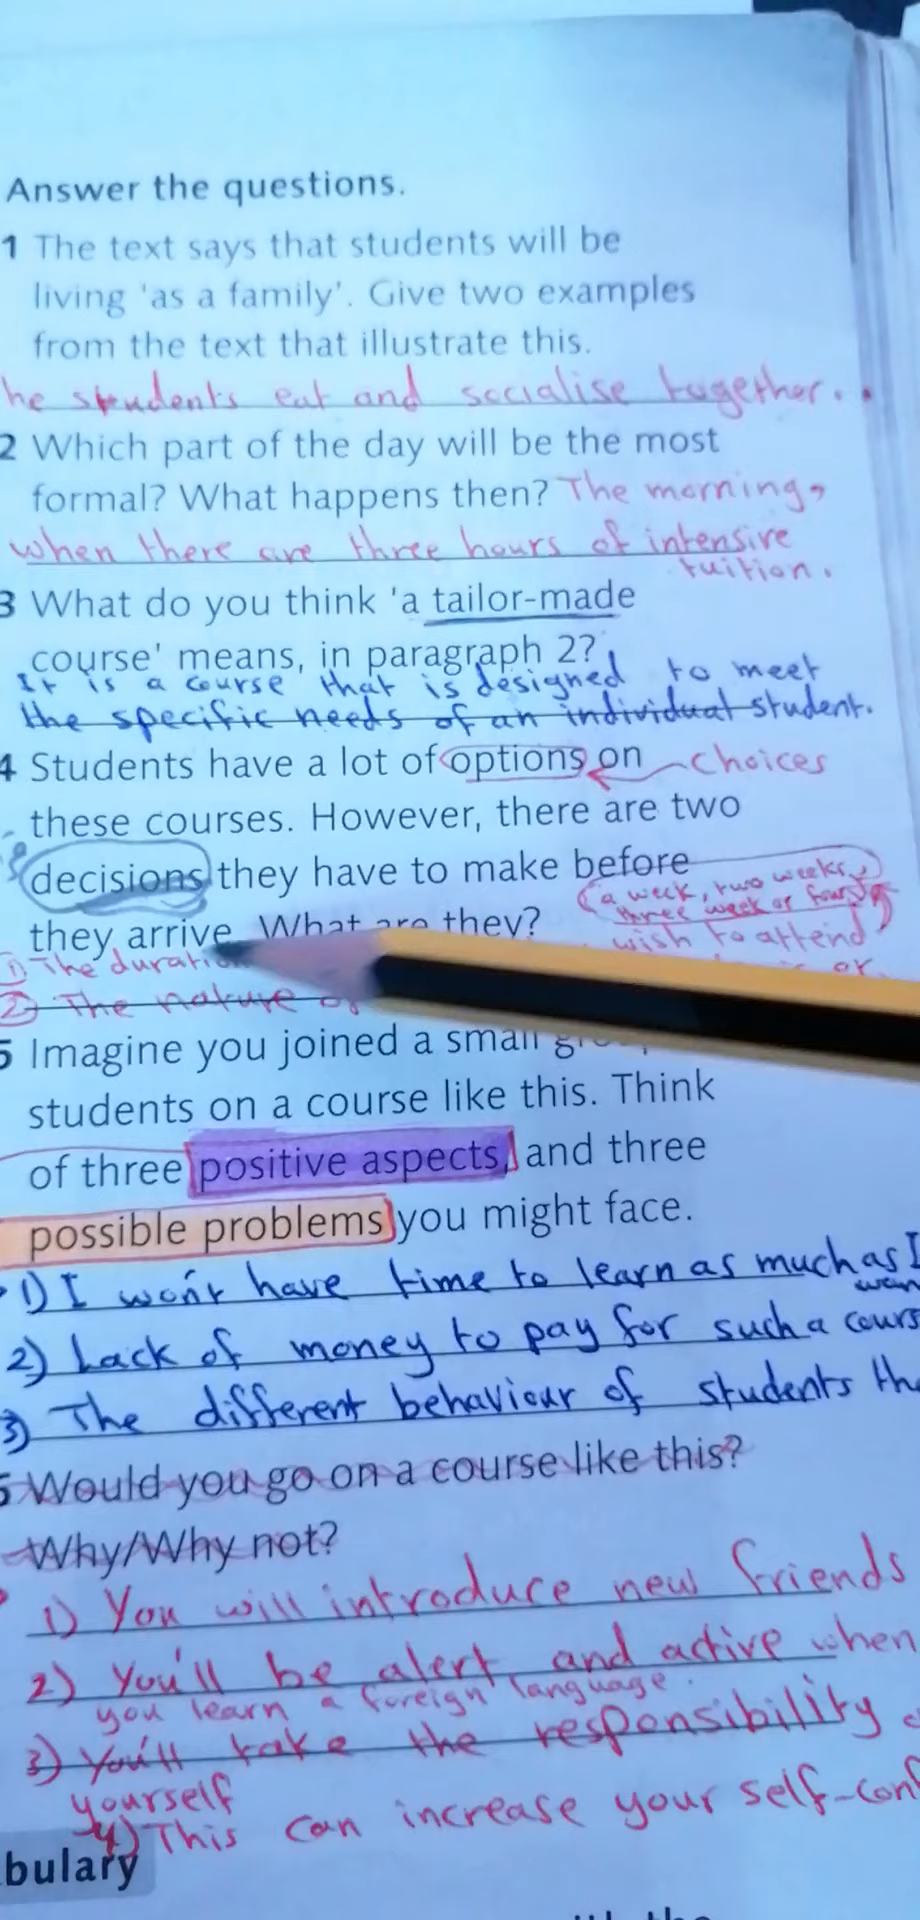 Answer the questions.
1 The text says that students will be
living 'as a family'. Give two examples
from the text that illustrate this.
he students eat and socialise together..
2 Which part of the day will be the most
formal? What happens then? The morning,
when there are three hours of intensive
tuition.
3 What do you think 'a tailor-made
course' means, in paragraph 2?
It is a course that is designed to meet
the specific needs of an individual student.
4 Students have a lot of options on choices
these courses. However, there are two
decisions they have to make before
(a week, two weeks,
three week or four)
they arrive. What are they? wish to attend
1) The or
2) The nature
5 Imagine you joined a small
students on a course like this. Think
of three positive aspects, and three
possible problems you might face.
1) I won't have time to learn as much as I
2) Lack of money to pay for such a
3) The different behaviour of students
Would you go on a course like this?
Why/Why not?
1) You will introduce new friends
2) You'll be alert and active when
you learn a foreign language.
3) You'll take the responsibility
yourself
4) This can increase your
bulary